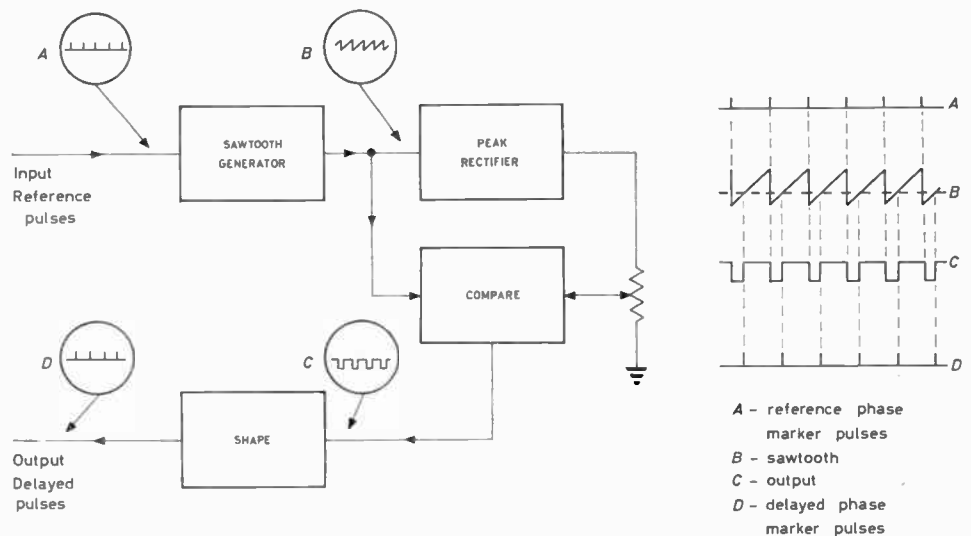 A
B
SAWTOOTH
GENERATOR
PEAK
RECTIFIER
Input
Reference
pulses
COMPARE
D
C
SHAPE
Output
Delayed
pulses
A
B
C
D
A - reference phase
marker pulses
B - sawtooth
C - output
D - delayed phase
marker pulses